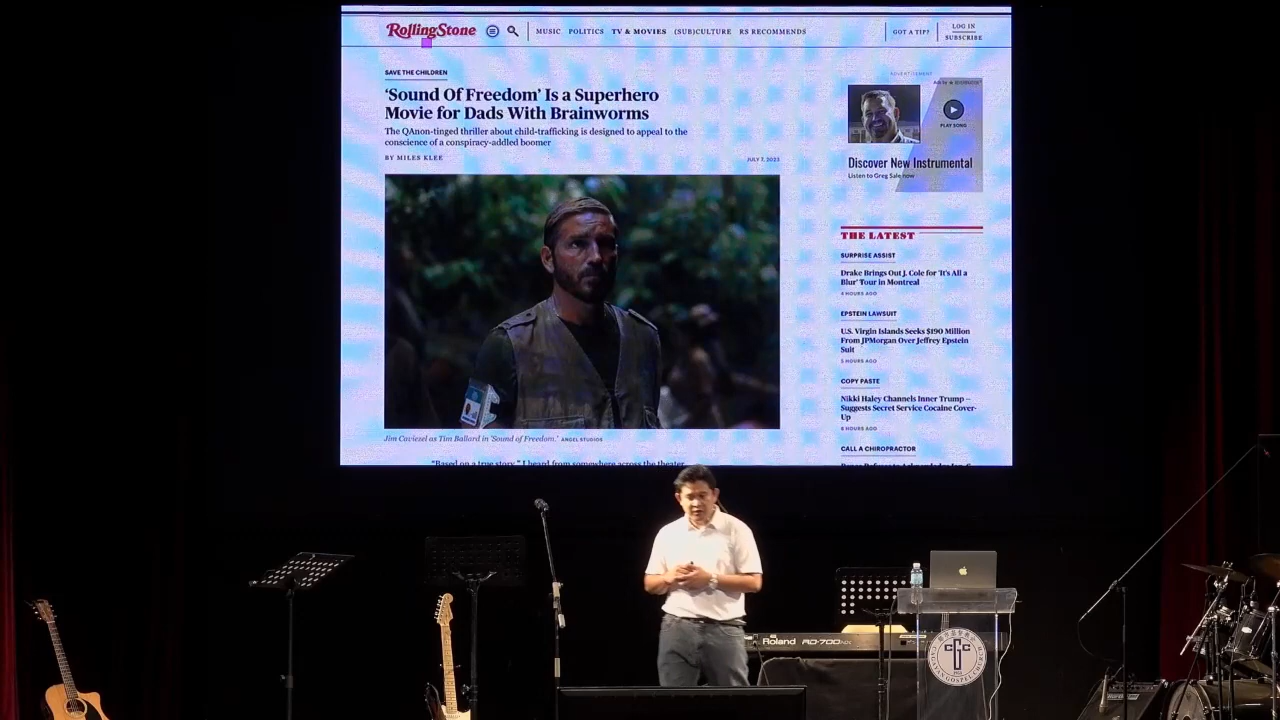 RollingStone
MUSIC POLITICS TV & MOVIES (SUB)CULTURE RS RECOMMENDS
GOT A TIP?
LOG IN
SUBSCRIBE
SAVE THE CHILDREN
‘Sound Of Freedom’ Is a Superhero
Movie for Dads With Brainworms
The QAnon-tinged thriller about child-trafficking is designed to appeal to the
conscience of a conspiracy-addled boomer
BY MILES KLEE
JULY 7, 2023
Jim Caviezel as Tim Ballard in ‘Sound of Freedom.’ ANGEL STUDIOS
“Based on a true story,” I heard from somewhere across the theater
ADVERTISEMENT
PLAY SONG
Discover New Instrumental
Listen to Greg Sale now
THE LATEST
SURPRISE ASSIST
Drake Brings Out J. Cole for ‘It’s All a
Blur’ Tour in Montreal
4 HOURS AGO
EPSTEIN LAWSUIT
U.S. Virgin Islands Seeks $190 Million
From JPMorgan Over Jeffrey Epstein
Suit
5 HOURS AGO
COPY PASTE
Nikki Haley Channels Inner Trump —
Suggests Secret Service Cocaine Cover-
Up
6 HOURS AGO
CALL A CHIROPRACTOR
Roland RD-700
CGC